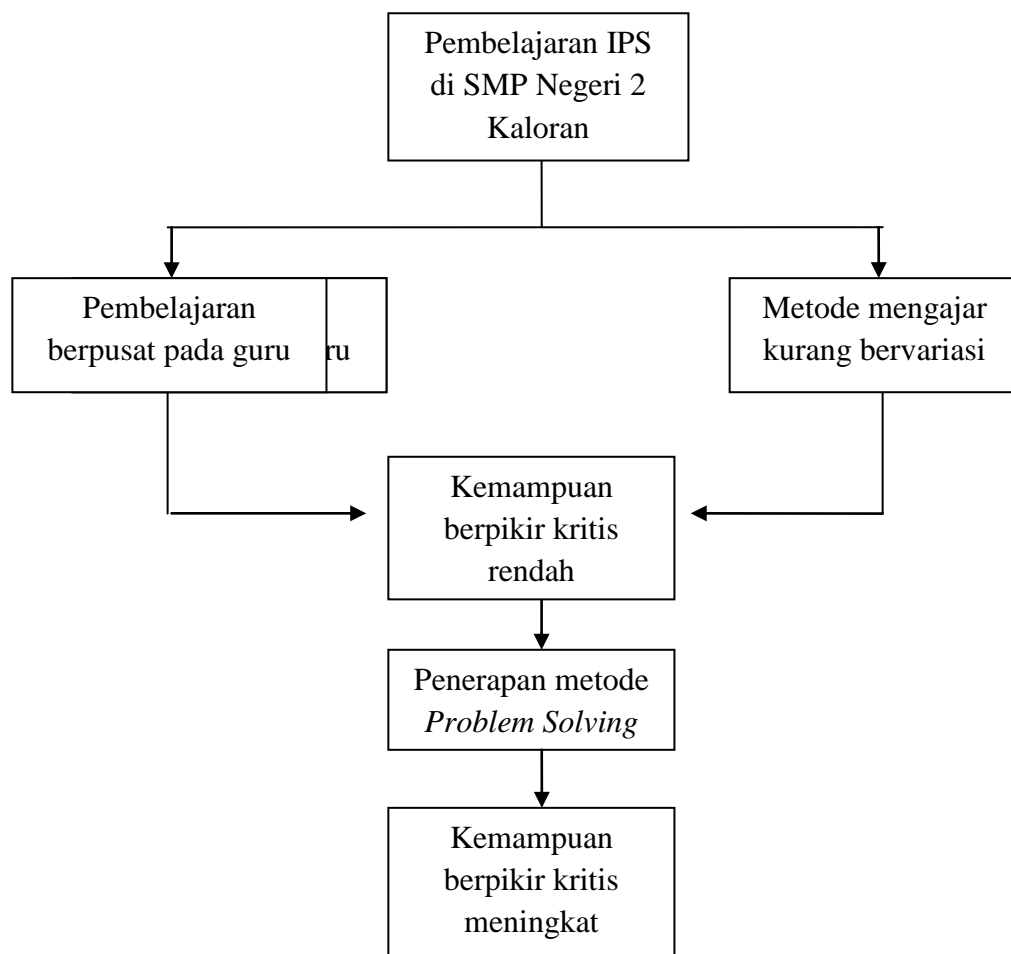 Pembelajaran IPS
di SMP Negeri 2
Kaloran
Pembelajaran
berpusat pada guru
ru
Metode mengajar
kurang bervariasi
Kemampuan
berpikir kritis
rendah
Penerapan metode
Problem Solving
Kemampuan
berpikir kritis
meningkat